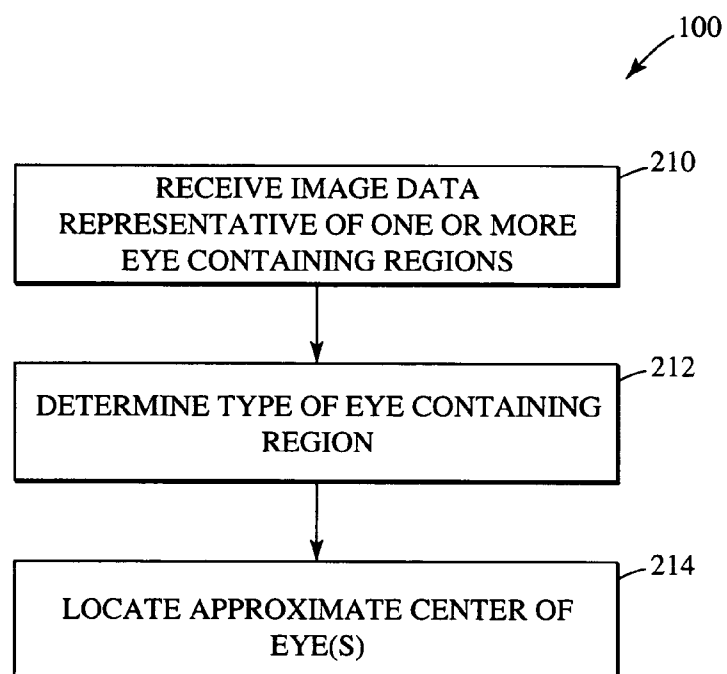 100
210
RECEIVE IMAGE DATA
REPRESENTATIVE OF ONE OR MORE
EYE CONTAINING REGIONS
212
DETERMINE TYPE OF EYE CONTAINING
REGION
214
LOCATE APPROXIMATE CENTER OF
EYE(S)